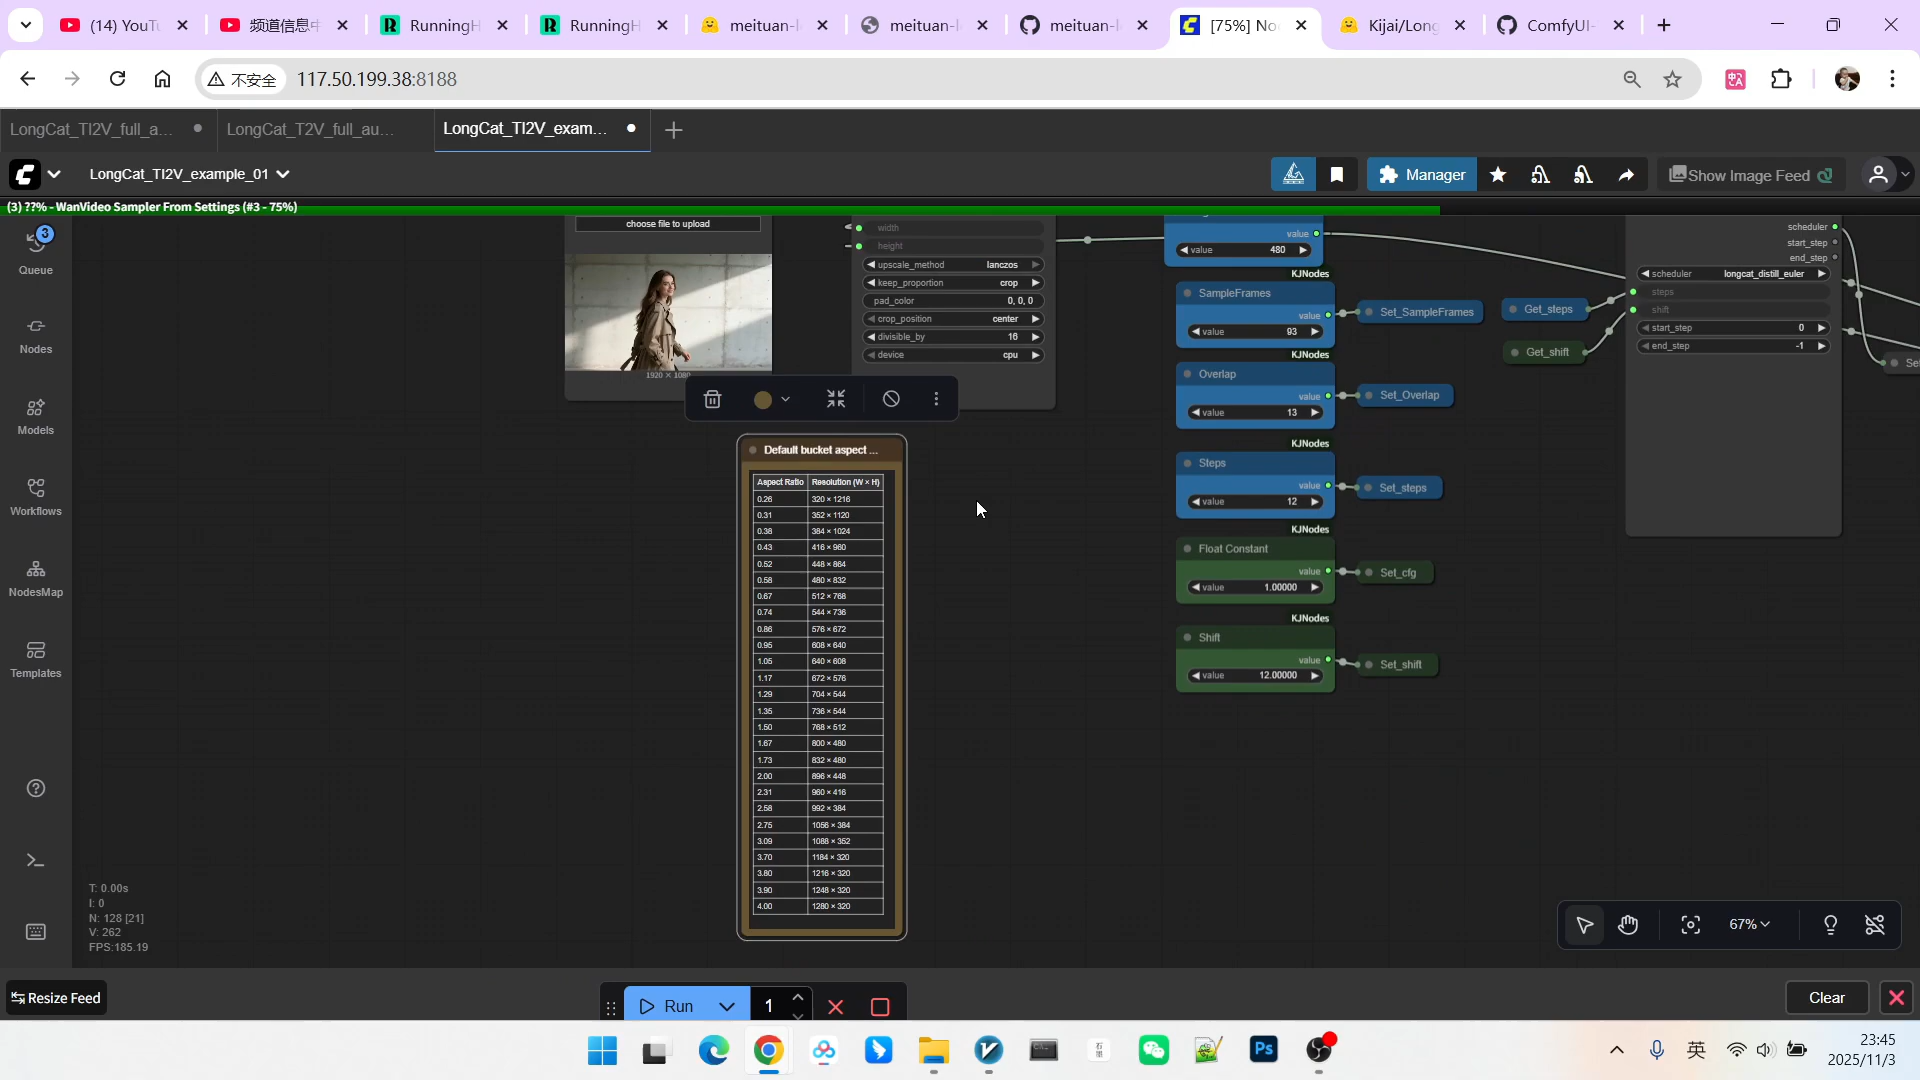 (14) YouTu
频道信息中
RunningH
RunningH
meituan-l
meituan-l
meituan-l
[75%] No
Kijai/Long
ComfyUI-
不安全
117.50.199.38:8188
LongCat_TI2V_full_a...
LongCat_T2V_full_au...
LongCat_TI2V_exam...
LongCat_TI2V_example_01
Manager
Show Image Feed
(3) ??% - WanVideo Sampler From Settings (#3 - 75%)
3
Queue
Nodes
Models
Workflows
NodesMap
Templates
choose file to upload
1920 × 1080
width
height
upscale_method lanczos
keep_proportion crop
pad_color 0, 0, 0
crop_position center
divisible_by 16
device cpu
Default bucket aspect ...
Aspect Ratio Resolution (W × H)
0.26 320 × 1216
0.31 352 × 1120
0.38 384 × 1024
0.43 416 × 960
0.52 448 × 864
0.58 480 × 832
0.67 512 × 768
0.74 544 × 736
0.86 576 × 672
0.95 608 × 640
1.05 640 × 608
1.17 672 × 576
1.29 704 × 544
1.35 736 × 544
1.50 768 × 512
1.67 800 × 480
1.73 832 × 480
2.00 896 × 448
2.31 960 × 416
2.58 992 × 384
2.75 1056 × 384
3.09 1088 × 352
3.70 1184 × 320
3.80 1216 × 320
3.90 1248 × 320
4.00 1280 × 320
value
value 480
KJNodes
SampleFrames
value
value 93
Set_SampleFrames
KJNodes
Overlap
value
value 13
Set_Overlap
KJNodes
Steps
value
value 12
Set_steps
KJNodes
Float Constant
value
value 1.00000
Set_cfg
KJNodes
Shift
value
value 12.00000
Set_shift
Get_steps
Get_shift
scheduler
start_step
end_step
scheduler longcat_distill_euler
steps
shift
start_step 0
end_step -1
Se
T: 0.00s
I: 0
N: 128 [21]
V: 262
FPS:185.19
67%
Resize Feed
Run
1
Clear
Ps
英
23:45
2025/11/3